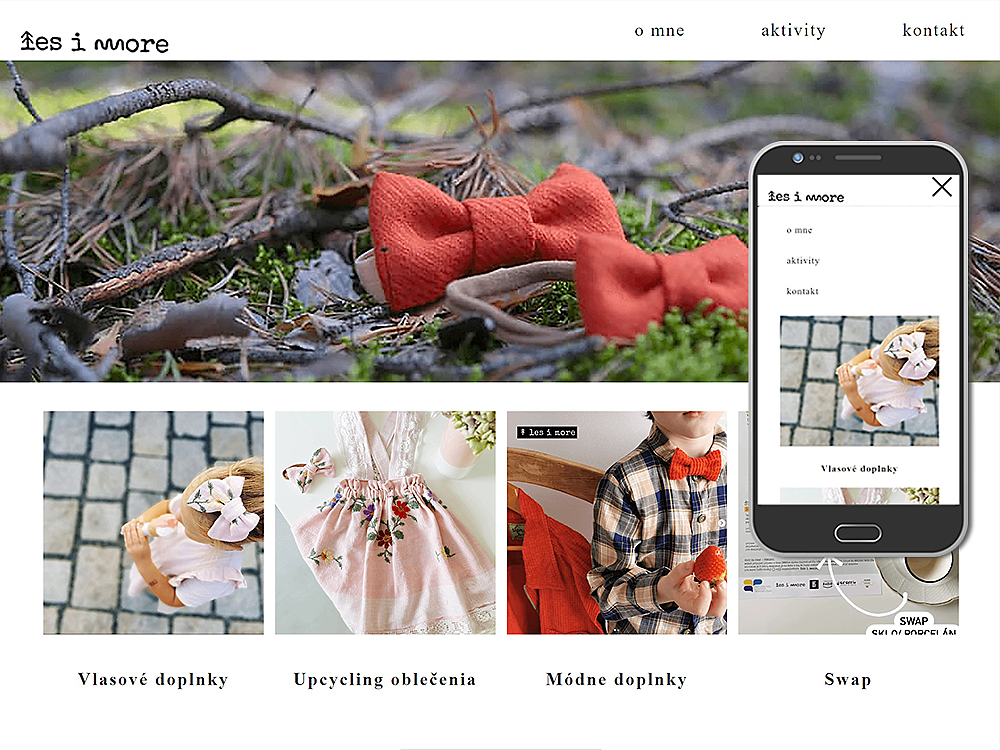 les i more
o mne
aktivity
kontakt
les i more
o mne
aktivity
kontakt
Vlasové doplnky
les i more
les i more
SWAP
SKLO/ PORCELÁN
Vlasové doplnky
Upcycling oblečenia
Módne doplnky
Swap